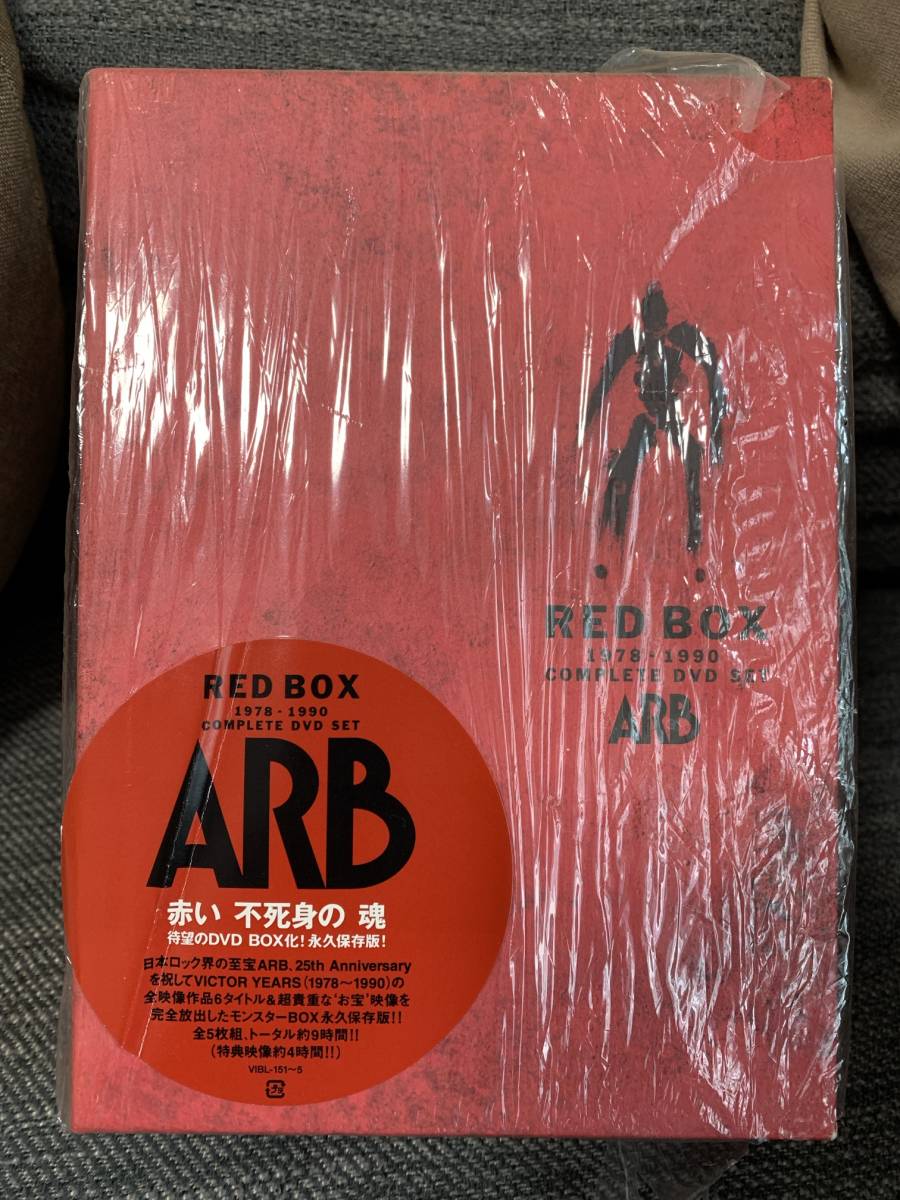 RED BOX
1978 - 1990
COMPLETE DVD SET
ARB
RED BOX
1978 - 1990
COMPLETE DVD SET
ARB
赤い 不死身の 魂
待望のDVD BOX化!永久保存版!
日本ロック界の至宝ARB、25th Anniversary
を祝してVICTOR YEARS(1978〜1990)の
全映像作品6タイトル&超貴重な‘お宝’映像を
完全放出したモンスターBOX永久保存版!!
全5枚組、トータル約9時間!!
(特典映像約4時間!!)
VIBL-151〜5